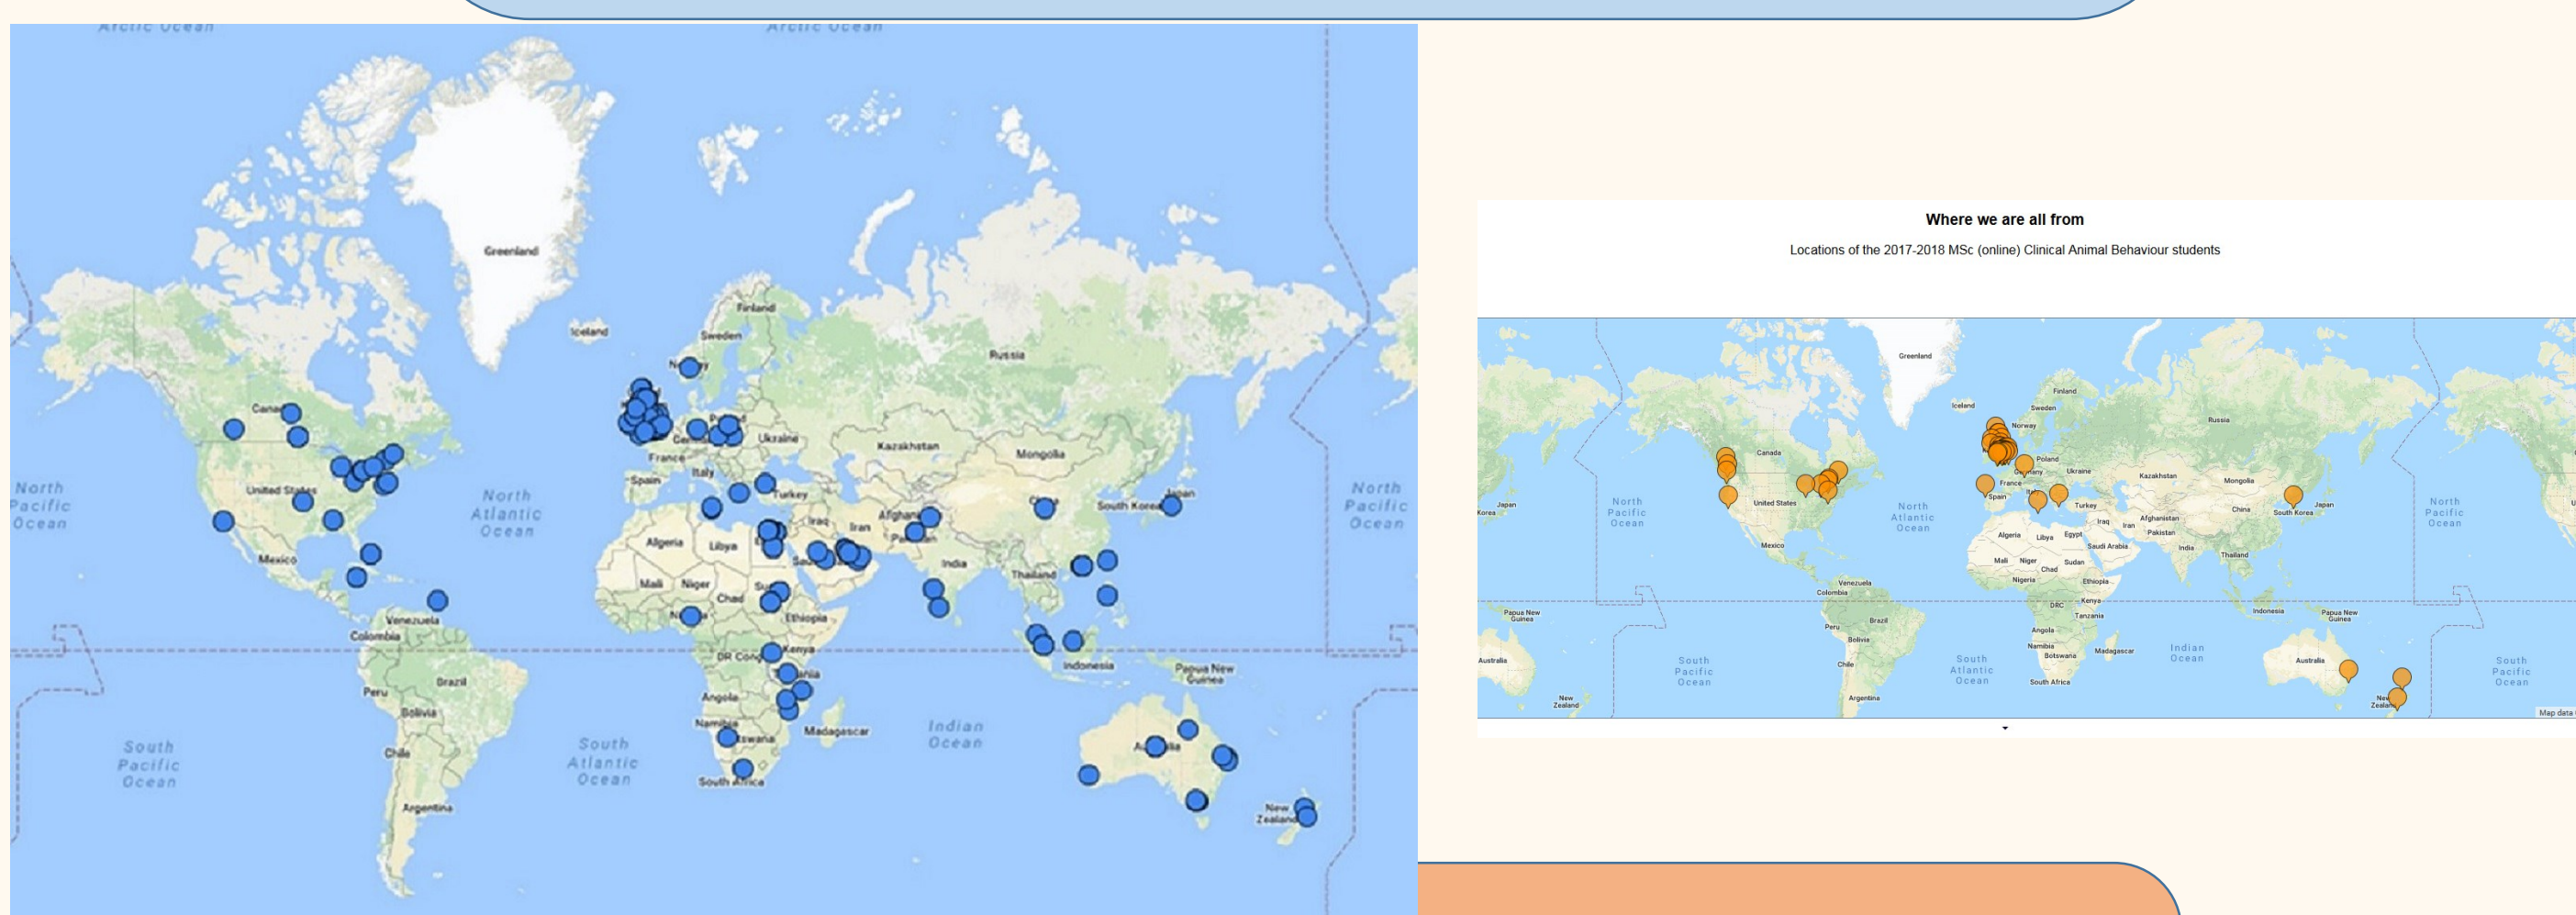 Arctic Ocean
Arctic Ocean
Greenland
Iceland
Finland
Sweden
Russia
Canada
Ukraine
Kazakhstan
Mongolia
France
Italy
Spain
Turkey
South Korea
Japan
North
Pacific
Ocean
United States
North
Atlantic
Ocean
Iraq
Iran
North
Pacific
Ocean
Mexico
Algeria
Libya
India
Thailand
Mali
Niger
Chad
Ethiopia
Venezuela
Colombia
DR Congo
Kenya
Indonesia
Papua New
Guinea
Brazil
Peru
Angola
Bolivia
Namibia
Madagascar
Indian
Ocean
South
Pacific
Ocean
Chile
South
Atlantic
Ocean
South Africa
Argentina
New
Zealand
Where we are all from
Locations of the 2017-2018 MSc (online) Clinical Animal Behaviour students
Greenland
Finland
Iceland
Sweden
Russia
Norway
Canada
Poland
Ukraine
Kazakhstan
Mongolia
France
Spain
Turkey
North
Pacific
Ocean
United States
North
Atlantic
Ocean
China
Japan
South Korea
Korea
North
Pacific
Ocean
Iraq
Iran
Afghanistan
Pakistan
Algeria
Libya
Egypt
Saudi Arabia
India
Mexico
Thailand
Mali
Niger
Chad
Sudan
Nigeria
Ethiopia
Venezuela
Colombia
DRC
Kenya
Tanzania
Indonesia
Papua New
Guinea
Papua New
Guinea
Peru
Brazil
Bolivia
Angola
Namibia
Botswana
Madagascar
Indian
Ocean
Australia
Australia
South
Pacific
Ocean
Chile
South
Atlantic
Ocean
South Africa
South
Pacific
Ocean
Argentina
New
Zealand
Map data